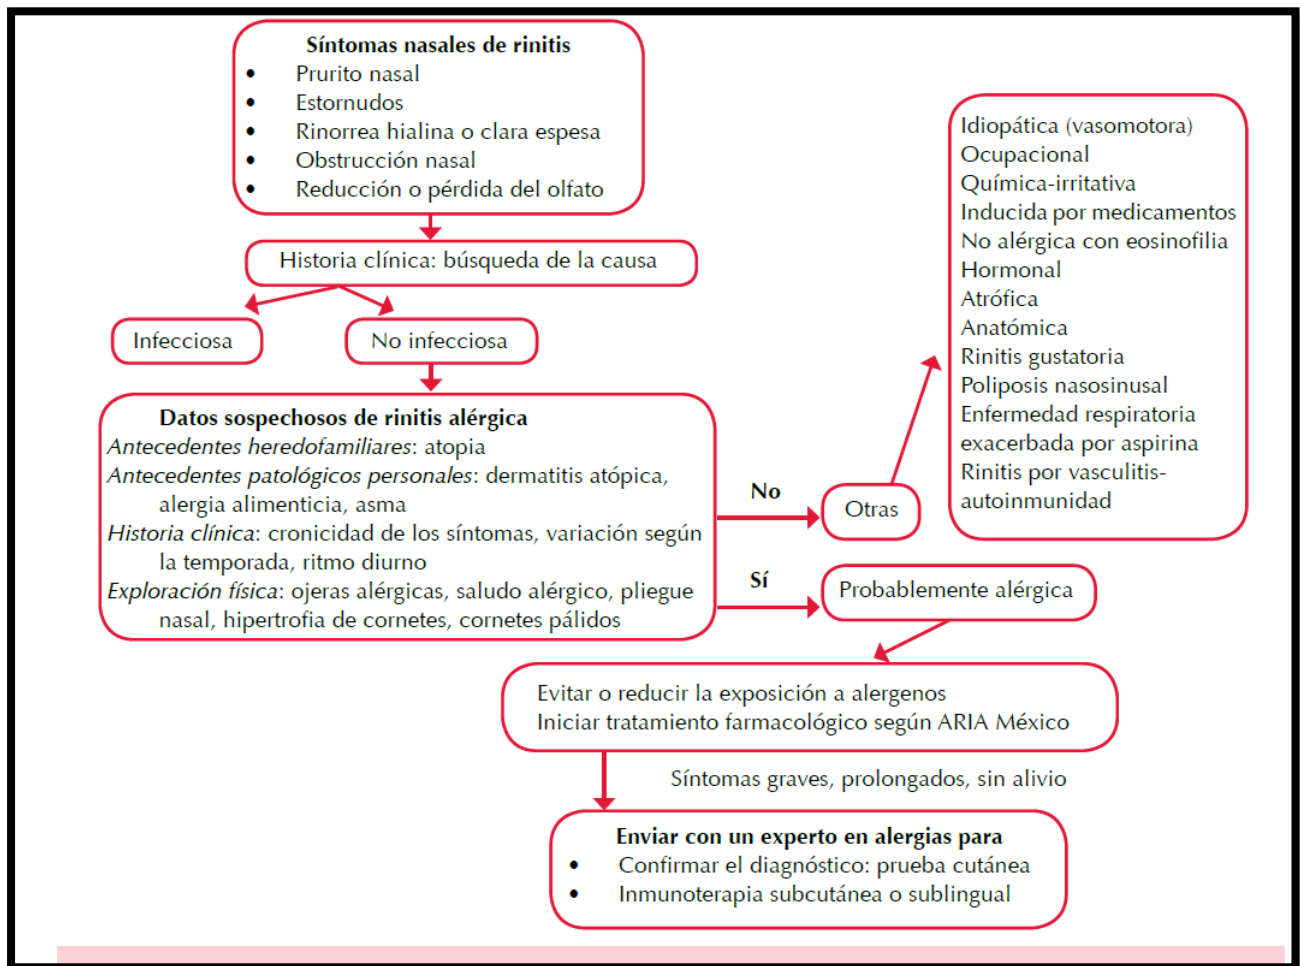 Síntomas nasales de rinitis
• Prurito nasal
• Estornudos
• Rinorrea hialina o clara espesa
• Obstrucción nasal
• Reducción o pérdida del olfato
Historia clínica: búsqueda de la causa
Infecciosa
No infecciosa
Datos sospechosos de rinitis alérgica
Antecedentes heredofamiliares: atopia
Antecedentes patológicos personales: dermatitis atópica,
alergia alimenticia, asma
Historia clínica: cronicidad de los síntomas, variación según
la temporada, ritmo diurno
Exploración física: ojeras alérgicas, saludo alérgico, pliegue
nasal, hipertrofia de cornetes, cornetes pálidos
No
Otras
Idiopática (vasomotora)
Ocupacional
Química-irritativa
Inducida por medicamentos
No alérgica con eosinofilia
Hormonal
Atrófica
Anatómica
Rinitis gustatoria
Poliposis nasosinusal
Enfermedad respiratoria
exacerbada por aspirina
Rinitis por vasculitis-
autoinmunidad
Sí
Probablemente alérgica
Evitar o reducir la exposición a alergenos
Iniciar tratamiento farmacológico según ARIA México
Síntomas graves, prolongados, sin alivio
Enviar con un experto en alergias para
• Confirmar el diagnóstico: prueba cutánea
• Inmunoterapia subcutánea o sublingual